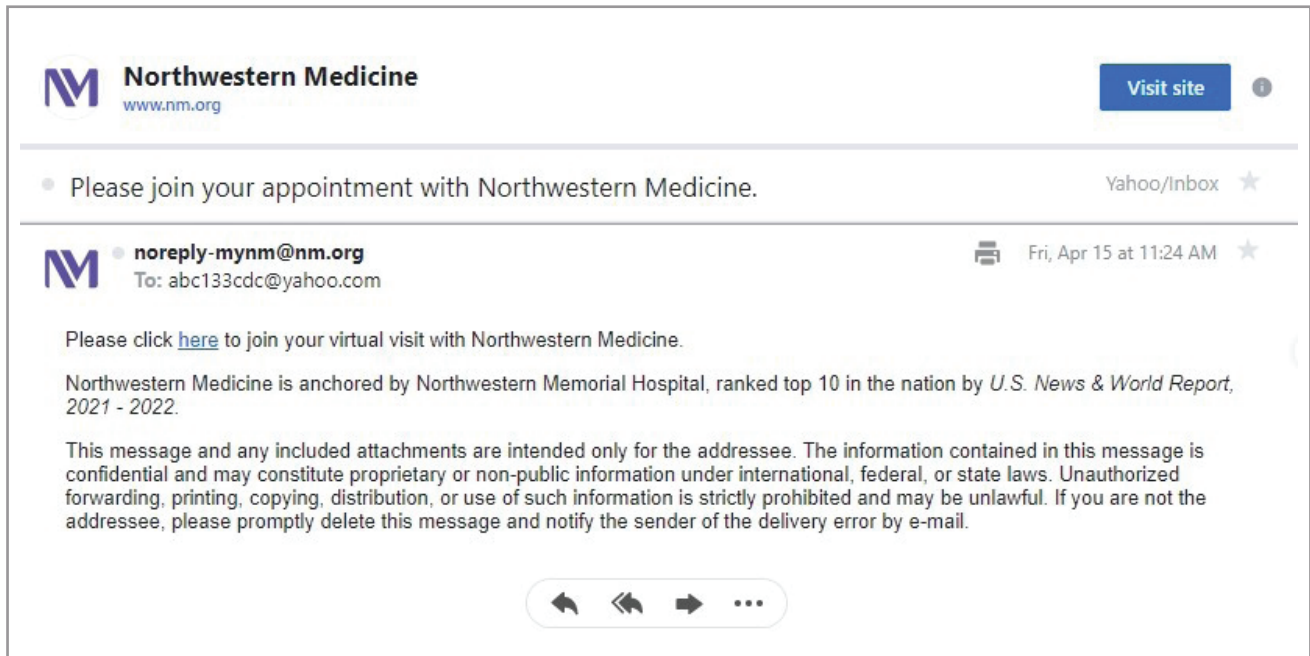 Northwestern Medicine
www.nm.org
Visit site
Please join your appointment with Northwestern Medicine.
Yahoo/Inbox
noreply-mynm@nm.org
Fri, Apr 15 at 11:24 AM
To: abc133cdc@yahoo.com
Please click here to join your virtual visit with Northwestern Medicine.
Northwestern Medicine is anchored by Northwestern Memorial Hospital, ranked top 10 in the nation by U.S. News & World Report,
2021 - 2022.
This message and any included attachments are intended only for the addressee. The information contained in this message is
confidential and may constitute proprietary or non-public information under international, federal, or state laws. Unauthorized
forwarding, printing, copying, distribution, or use of such information is strictly prohibited and may be unlawful. If you are not the
addressee, please promptly delete this message and notify the sender of the delivery error by e-mail.